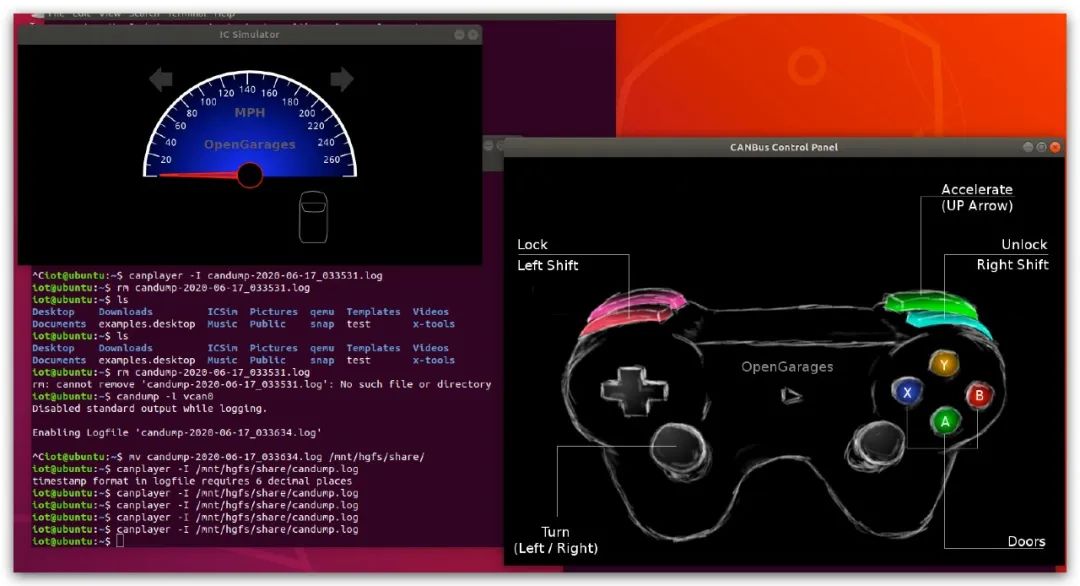 File Edit View Search Terminal Help
IC Simulator
20
40
60
80
100
120
140
160
180
200
220
240
260
MPH
OpenGarages
^Ciot@ubuntu:~$ canplayer -I candump-2020-06-17_033531.log
iot@ubuntu:~$ rm candump-2020-06-17_033531.log
iot@ubuntu:~$ ls
Desktop Downloads ICSim Pictures qemu Templates Videos
Documents examples.desktop Music Public snap test x-tools
iot@ubuntu:~$ ls
Desktop Downloads ICSim Pictures qemu Templates Videos
Documents examples.desktop Music Public snap test x-tools
iot@ubuntu:~$ rm candump-2020-06-17_033531.log
rm: cannot remove 'candump-2020-06-17_033531.log': No such file or directory
iot@ubuntu:~$ candump -l vcan0
Disabled standard output while logging.
Enabling Logfile 'candump-2020-06-17_033634.log'
^Ciot@ubuntu:~$ mv candump-2020-06-17_033634.log /mnt/hgfs/share/
iot@ubuntu:~$ canplayer -I /mnt/hgfs/share/candump.log
timestamp format in logfile requires 6 decimal places
iot@ubuntu:~$ canplayer -I /mnt/hgfs/share/candump.log
iot@ubuntu:~$ canplayer -I /mnt/hgfs/share/candump.log
iot@ubuntu:~$ canplayer -I /mnt/hgfs/share/candump.log
iot@ubuntu:~$ canplayer -I /mnt/hgfs/share/candump.log
iot@ubuntu:~$
CANBus Control Panel
Accelerate
(UP Arrow)
Lock
Left Shift
Unlock
Right Shift
OpenGarages
Y
X
B
A
Turn
(Left / Right)
Doors